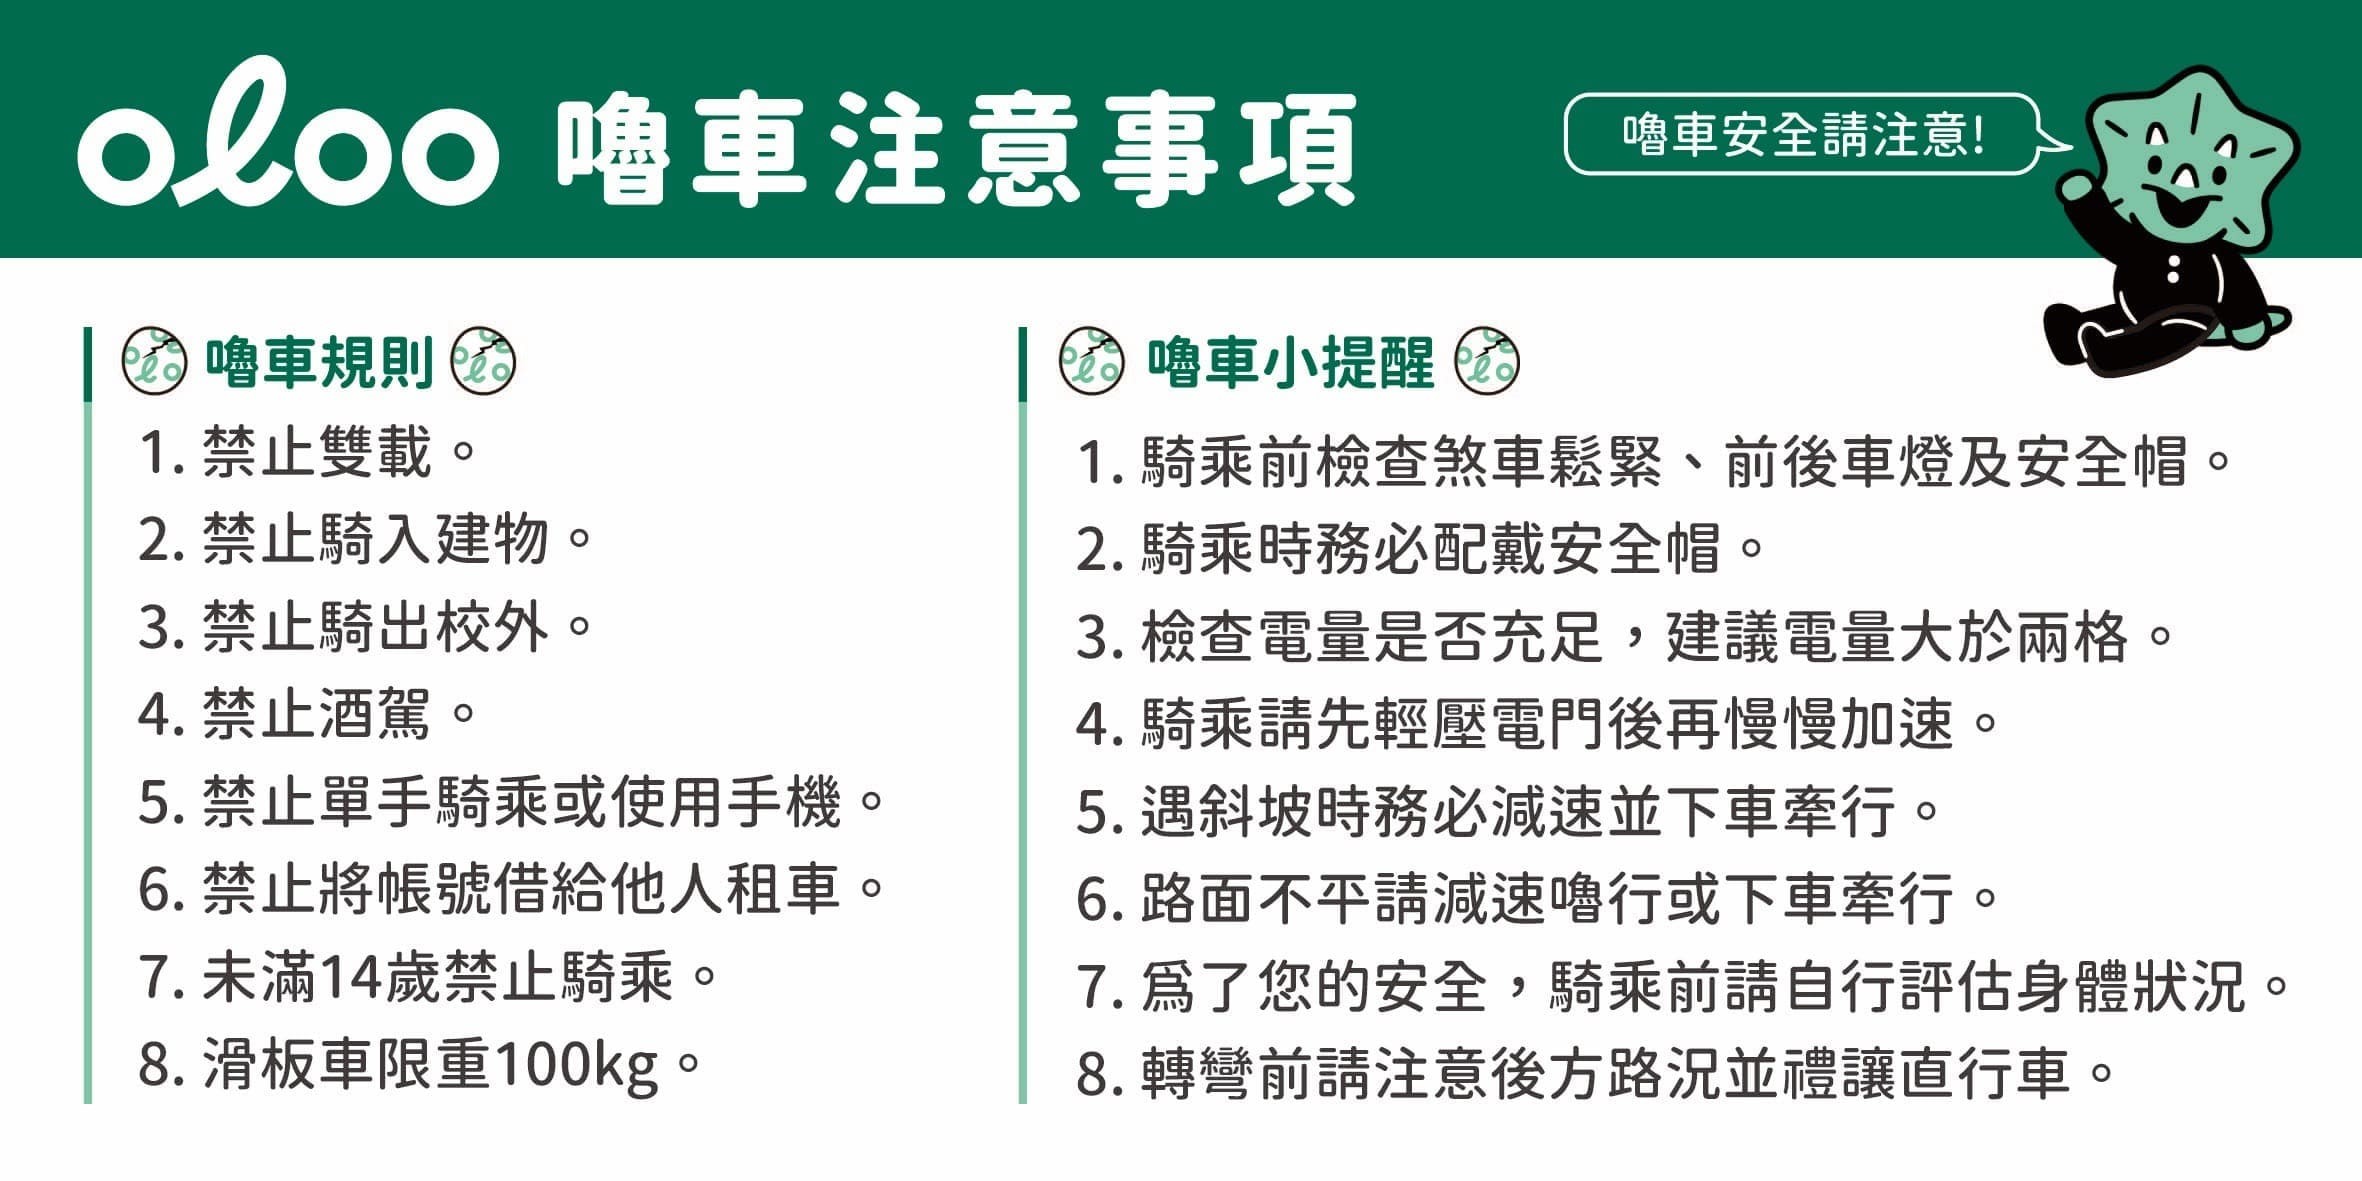 oloo 嚕車注意事項
嚕車安全請注意!
嚕車規則
1. 禁止雙載。
2. 禁止騎入建物。
3. 禁止騎出校外。
4. 禁止酒駕。
5. 禁止單手騎乘或使用手機。
6. 禁止將帳號借給他人租車。
7. 未滿14歲禁止騎乘。
8. 滑板車限重100kg。
嚕車小提醒
1. 騎乘前檢查煞車鬆緊、前後車燈及安全帽。
2. 騎乘時務必配戴安全帽。
3. 檢查電量是否充足，建議電量大於兩格。
4. 騎乘請先輕壓電門後再慢慢加速。
5. 遇斜坡時務必減速並下車牽行。
6. 路面不平請減速嚕行或下車牽行。
7. 為了您的安全，騎乘前請自行評估身體狀況。
8. 轉彎前請注意後方路況並禮讓直行車。